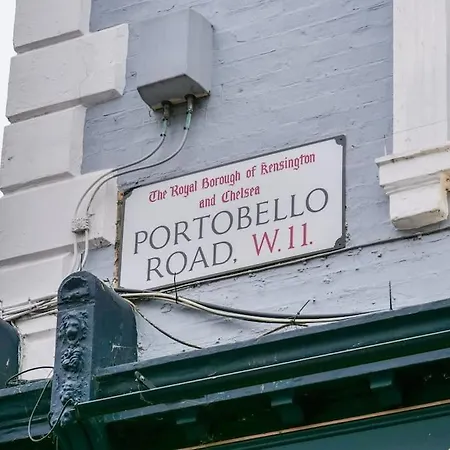 The Royal Borough of Kensington
and Chelsea
PORTOBELLO
ROAD, W.11.